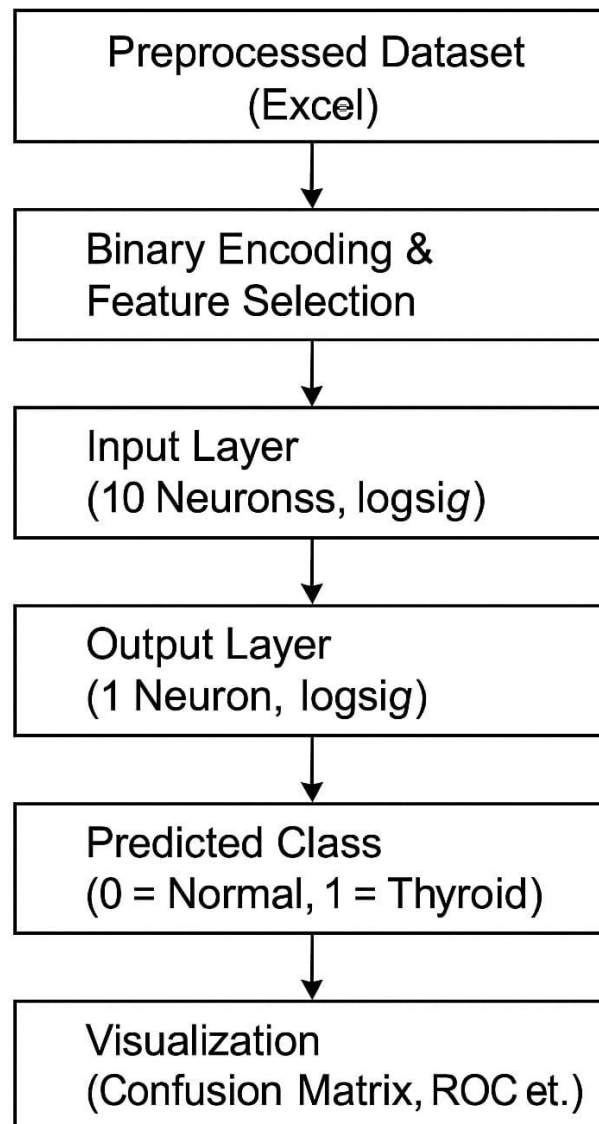 Preprocessed Dataset
(Excel)
Binary Encoding &
Feature Selection
Input Layer
(10 Neuronss, logsig)
Output Layer
(1 Neuron, logsig)
Predicted Class
(0 = Normal, 1 = Thyroid)
Visualization
(Confusion Matrix, ROC et.)